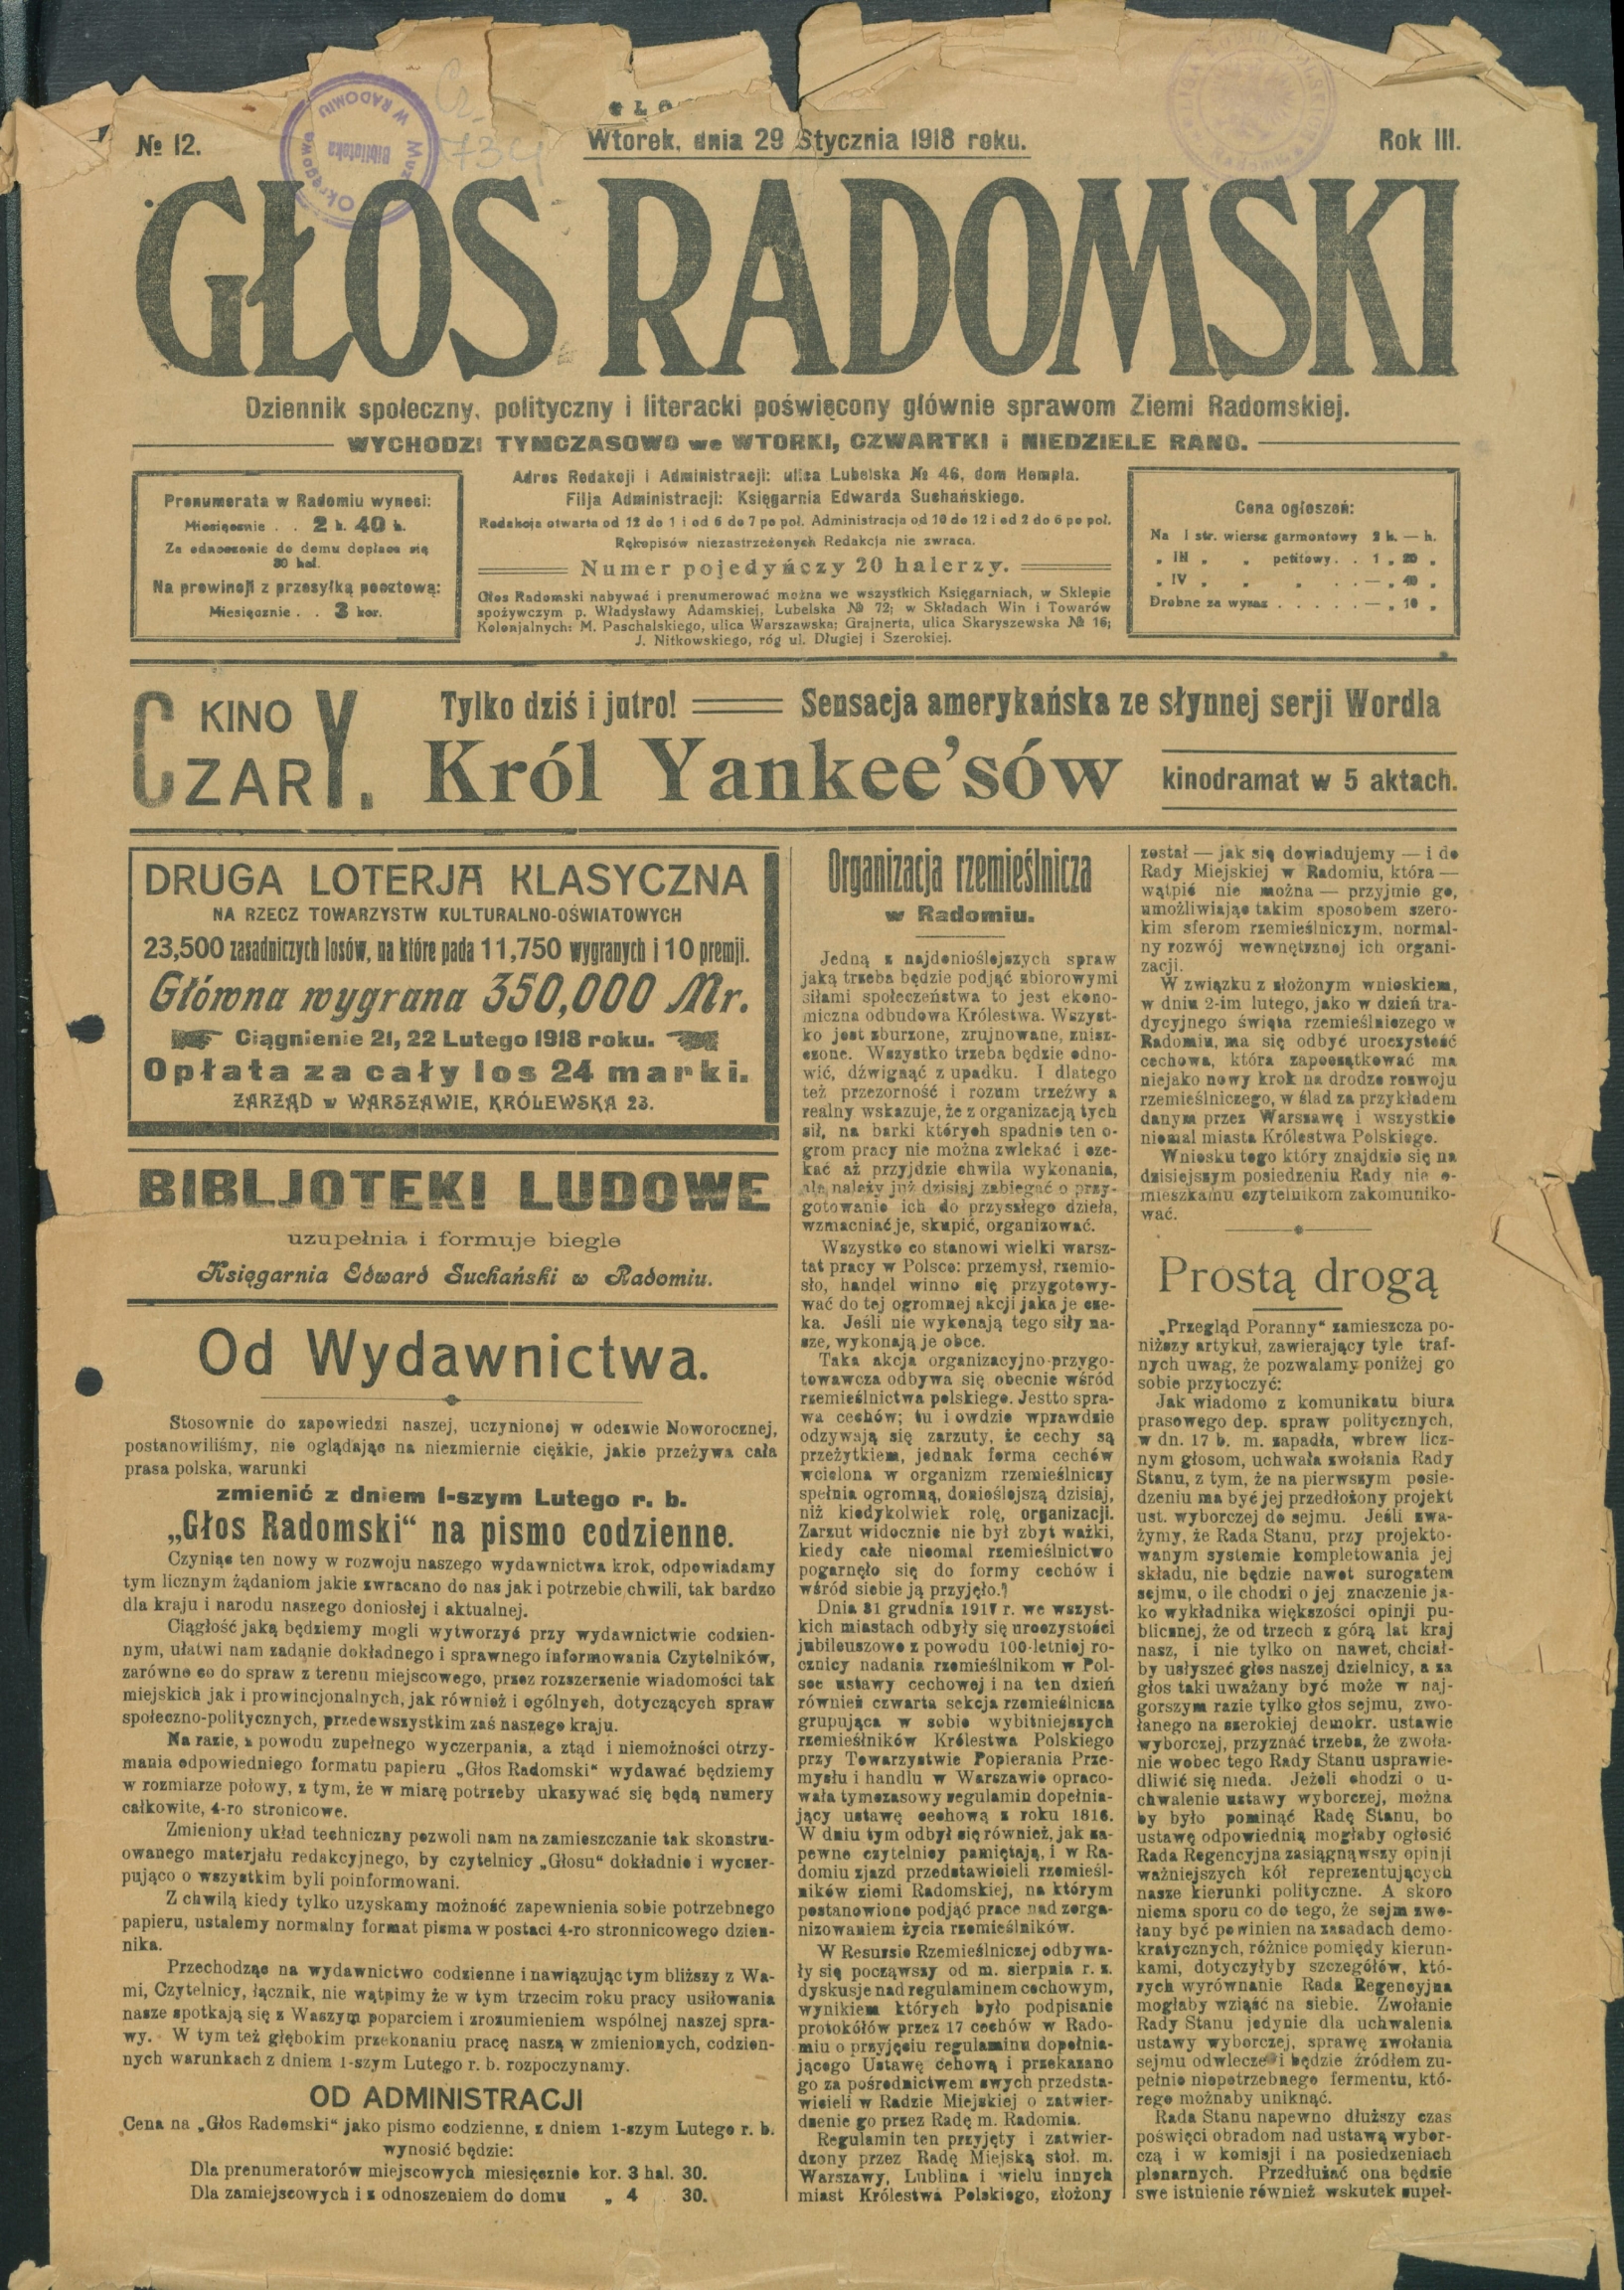 № 12.
Wtorek, dnia 29 Stycznia 1918 roku.
Rok III.
GŁOS RADOMSKI
Dziennik społeczny, polityczny i literacki poświęcony głównie sprawom Ziemi Radomskiej.
WYCHODZI TYMCZASOWO we WTORKI, CZWARTKI i NIEDZIELE RANO.
Prenumerata w Radomiu wynosi:
Miesięcznie . . 2 k. 40 h.
Za odnoszenie do domu dopłaca się
30 hal.
Na prowincji z przesyłką pocztową:
Miesięcznie . . 3 kor.
Adres Redakcji i Administracji: ulica Lubelska № 46, dom Hempla.
Filja Administracji: Księgarnia Edwarda Suchańskiego.
Redakcja otwarta od 12 do 1 i od 6 do 7 po poł. Administracja od 10 do 12 i od 2 do 6 po poł.
Rękopisów niezastrzeżonych Redakcja nie zwraca.
Numer pojedyńczy 20 halerzy.
Głos Radomski nabywać i prenumerować można we wszystkich Księgarniach, w Sklepie
spożywczym p. Władysławy Adamskiej, Lubelska № 72; w Składach Win i Towarów
Kolonjalnych: M. Paschalskiego, ulica Warszawska; Grajnerta, ulica Skaryszewska № 16;
J. Nitkowskiego, róg ul. Długiej i Szerokiej.
Cena ogłoszeń:
Na I str. wiersz garmontowy 2 k. — h.
„ III „ „ petitowy . . 1 „ 20 „
„ IV „ „ „ . . — „ 40 „
Drobne za wyraz . . . . . — „ 10 „
KINO
CZARY.
Tylko dziś i jutro! Sensacja amerykańska ze słynnej serji Wordla
Król Yankee'sów
kinodramat w 5 aktach.
DRUGA LOTERJA KLASYCZNA
NA RZECZ TOWARZYSTW KULTURALNO-OŚWIATOWYCH
23,500 zasadniczych losów, na które pada 11,750 wygranych i 10 premji.
Główna wygrana 350,000 Mr.
Ciągnienie 21, 22 Lutego 1918 roku.
Opłata za cały los 24 marki.
ZARZĄD w WARSZAWIE, KRÓLEWSKA 23.
BIBLJOTEKI LUDOWE
uzupełnia i formuje biegle
Księgarnia Edward Suchański w Radomiu.
Od Wydawnictwa.
Stosownie do zapowiedzi naszej, uczynionej w odezwie Noworocznej,
postanowiliśmy, nie oglądając na niezmiernie ciężkie, jakie przeżywa cała
prasa polska, warunki
zmienić z dniem 1-szym Lutego r. b.
„Głos Radomski“ na pismo codzienne.
Czyniąc ten nowy w rozwoju naszego wydawnictwa krok, odpowiadamy
tym licznym żądaniom jakie zwracano do nas jak i potrzebie chwili, tak bardzo
dla kraju i narodu naszego doniosłej i aktualnej.
Ciągłość jaką będziemy mogli wytworzyć przy wydawnictwie codzien-
nym, ułatwi nam zadanie dokładnego i sprawnego informowania Czytelników,
zarówno co do spraw z terenu miejscowego, przez rozszerzenie wiadomości tak
miejskich jak i prowincjonalnych, jak również i ogólnych, dotyczących spraw
społeczno-politycznych, przedewszystkim zaś naszego kraju.
Na razie, z powodu zupełnego wyczerpania, a ztąd i niemożności otrzy-
mania odpowiedniego formatu papieru „Głos Radomski“ wydawać będziemy
w rozmiarze połowy, z tym, że w miarę potrzeby ukazywać się będą numery
całkowite, 4-ro stronicowe.
Zmieniony układ techniczny pozwoli nam na zamieszczanie tak skonstru-
owanego materjału redakcyjnego, by czytelnicy „Głosu“ dokładnie i wyczer-
pująco o wszystkim byli poinformowani.
Z chwilą kiedy tylko uzyskamy możność zapewnienia sobie potrzebnego
papieru, ustalemy normalny format pisma w postaci 4-ro stronnicowego dzien-
nika.
Przechodząc na wydawnictwo codzienne i nawiązując tym bliższy z Wa-
mi, Czytelnicy, łącznik, nie wątpimy że w tym trzecim roku pracy usiłowania
nasze spotkają się z Waszym poparciem i zrozumieniem wspólnej naszej spra-
wy. W tym też głębokim przekonaniu pracę naszą w zmienionych, codzien-
nych warunkach z dniem 1-szym Lutego r. b. rozpoczynamy.
OD ADMINISTRACJI
Cena na „Głos Radomski“ jako pismo codzienne, z dniem 1-szym Lutego r. b.
wynosić będzie:
Dla prenumeratorów miejscowych miesięcznie kor. 3 hal. 30.
Dla zamiejscowych i z odnoszeniem do domu „ 4 30.
Organizacja rzemieślnicza
w Radomiu.
Jedną z najdonioślejszych spraw
jaką trzeba będzie podjąć zbiorowymi
siłami społeczeństwa to jest ekono-
miczna odbudowa Królestwa. Wszyst-
ko jest zburzone, zrujnowane, znisz-
czone. Wszystko trzeba będzie odno-
wić, dźwignąć z upadku. I dlatego
też przezorność i rozum trzeźwy a
realny wskazuje, że z organizacją tych
sił, na barki których spadnie ten o-
grom pracy nie można zwlekać i cze-
kać aż przyjdzie chwila wykonania,
ale należy już dzisiaj zabiegać o przy-
gotowanie ich do przyszłego dzieła,
wzmacniać je, skupić, organizować.
Wszystko co stanowi wielki warsz-
tat pracy w Polsce: przemysł, rzemio-
sło, handel winno się przygotowy-
wać do tej ogromnej akcji jaka je cze-
ka. Jeśli nie wykonają tego siły na-
sze, wykonają je obce.
Taka akcja organizacyjno-przygo-
towawcza odbywa się obecnie wśród
rzemieślnictwa polskiego. Jestto spra-
wa cechów; tu i owdzie wprawdzie
odzywają się zarzuty, że cechy są
przeżytkiem, jednak forma cechów
wcielona w organizm rzemieślniczy
spełnia ogromną, donioślejszą dzisiaj,
niż kiedykolwiek rolę, organizacji.
Zarzut widocznie nie był zbyt ważki,
kiedy całe nieomal rzemieślnictwo
pogarnęło się do formy cechów i
wśród siebie ją przyjęło.
Dnia 31 grudnia 1917 r. we wszyst-
kich miastach odbyły się uroczystości
jubileuszowe z powodu 100-letniej ro-
cznicy nadania rzemieślnikom w Pol-
sce ustawy cechowej i na ten dzień
również czwarta sekcja rzemieślnicza
grupująca w sobie wybitniejszych
rzemieślników Królestwa Polskiego
przy Towarzystwie Popierania Prze-
mysłu i handlu w Warszawie opraco-
wała tymczasowy regulamin dopełnia-
jący ustawę cechową z roku 1816.
W dniu tym odbył się również, jak za-
pewne czytelnicy pamiętają, i w Ra-
domiu zjazd przedstawicieli rzemieśl-
ników ziemi Radomskiej, na którym
postanowiono podjąć prace nad zorga-
nizowaniem życia rzemieślników.
W Resursie Rzemieślniczej odbywa-
ły się począwszy od m. sierpnia r. z.
dyskusje nad regulaminem cechowym,
wynikiem których było podpisanie
protokółów przez 17 cechów w Rado-
miu o przyjęciu regulaminu dopełnia-
jącego Ustawę cehową i przekazano
go za pośrednictwem swych przedsta-
wicieli w Radzie Miejskiej o zatwier-
dzenie go przez Radę m. Radomia.
Regulamin ten przyjęty i zatwier-
dzony przez Radę Miejską stoł. m.
Warszawy, Lublina i wielu innych
miast Królestwa Polskiego, złożony
został — jak się dowiadujemy — i do
Rady Miejskiej w Radomiu, która —
wątpić nie można — przyjmie go,
umożliwiając takim sposobem szero-
kim sferom rzemieślniczym, normal-
ny rozwój wewnętrznej ich organi-
zacji.
W związku z złożonym wnioskiem,
w dniu 2-im lutego, jako w dzień tra-
dycyjnego święta rzemieślniczego w
Radomiu, ma się odbyć uroczystość
cechowa, która zapoczątkować ma
niejako nowy krok na drodze rozwoju
rzemieślniczego, w ślad za przykładem
danym przez Warszawę i wszystkie
niemal miasta Królestwa Polskiego.
Wniosku tego który znajdzie się na
dzisiejszym posiedzeniu Rady nie o-
mieszkamu czytelnikom zakomuniko-
wać.
Prostą drogą
„Przegląd Poranny“ zamieszcza po-
niższy artykuł, zawierający tyle traf-
nych uwag, że pozwalamy poniżej go
sobie przytoczyć:
Jak wiadomo z komunikatu biura
prasowego dep. spraw politycznych,
w dn. 17 b. m. zapadła, wbrew licz-
nym głosom, uchwała zwołania Rady
Stanu, z tym, że na pierwszym posie-
dzeniu ma być jej przedłożony projekt
ust. wyborczej do sejmu. Jeśli zwa-
żymy, że Rada Stanu, przy projekto-
wanym systemie kompletowania jej
składu, nie będzie nawet surogatem
sejmu, o ile chodzi o jej znaczenie ja-
ko wykładnika większości opinji pu-
blicznej, że od trzech z górą lat kraj
nasz, i nie tylko on nawet, chciał-
by usłyszeć głos naszej dzielnicy, a za
głos taki uważany być może w naj-
gorszym razie tylko głos sejmu, zwo-
łanego na szerokiej demokr. ustawie
wyborczej, przyznać trzeba, że zwoła-
nie wobec tego Rady Stanu usprawie-
dliwić się nieda. Jeżeli chodzi o u-
chwalenie ustawy wyborczej, można
by było pominąć Radę Stanu, bo
ustawę odpowiednią mogłaby ogłosić
Rada Regencyjna zasiągnąwszy opinji
ważniejszych kół reprezentujących
nasze kierunki polityczne. A skoro
niema sporu co do tego, że sejm zwo-
łany być powinien na zasadach demo-
kratycznych, różnice pomiędy kierun-
kami, dotyczyłyby szczegółów, któ-
rych wyrównanie Rada Regencyjna
mogłaby wziąść na siebie. Zwołanie
Rady Stanu jedynie dla uchwalenia
ustawy wyborczej, sprawę zwołania
sejmu odwlecze i będzie źródłem zu-
pełnie niepotrzebnego fermentu, któ-
rego możnaby uniknąć.
Rada Stanu napewno dłuższy czas
poświęci obradom nad ustawą wybor-
czą i w komisji i na posiedzeniach
plenarnych. Przedłużać ona będzie
swe istnienie również wskutek zupeł-